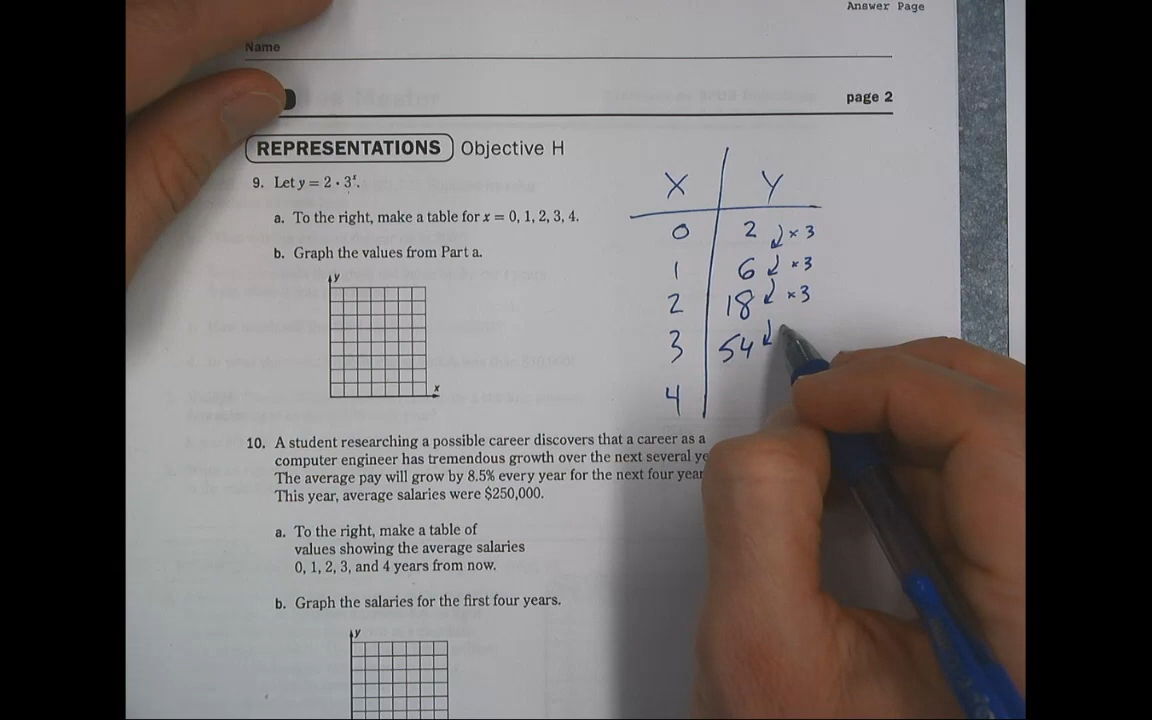 Answer Page
Name
page 2
REPRESENTATIONS Objective H
9. Let y = 2 · 3ˣ.
a. To the right, make a table for x = 0, 1, 2, 3, 4.
b. Graph the values from Part a.
y
x
X Y
0 2 × 3
1 6 × 3
2 18 × 3
3 54
4
10. A student researching a possible career discovers that a career as a
computer engineer has tremendous growth over the next several
The average pay will grow by 8.5% every year for the next four
This year, average salaries were $250,000.
a. To the right, make a table of
values showing the average salaries
0, 1, 2, 3, and 4 years from now.
b. Graph the salaries for the first four years.
y